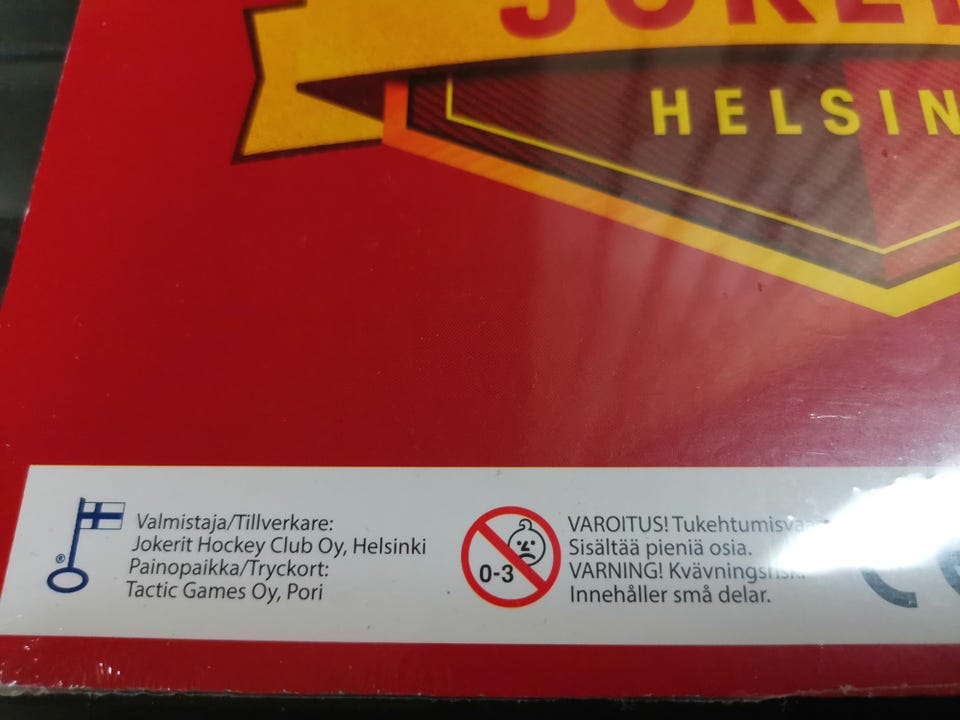 HELSIN
Valmistaja/Tillverkare:
Jokerit Hockey Club Oy, Helsinki
Painopaikka/Tryckort:
Tactic Games Oy, Pori
0-3
VAROITUS!
Sisältää pieniä osia.
VARNING! Kvävningsrisk.
Innehåller små delar.